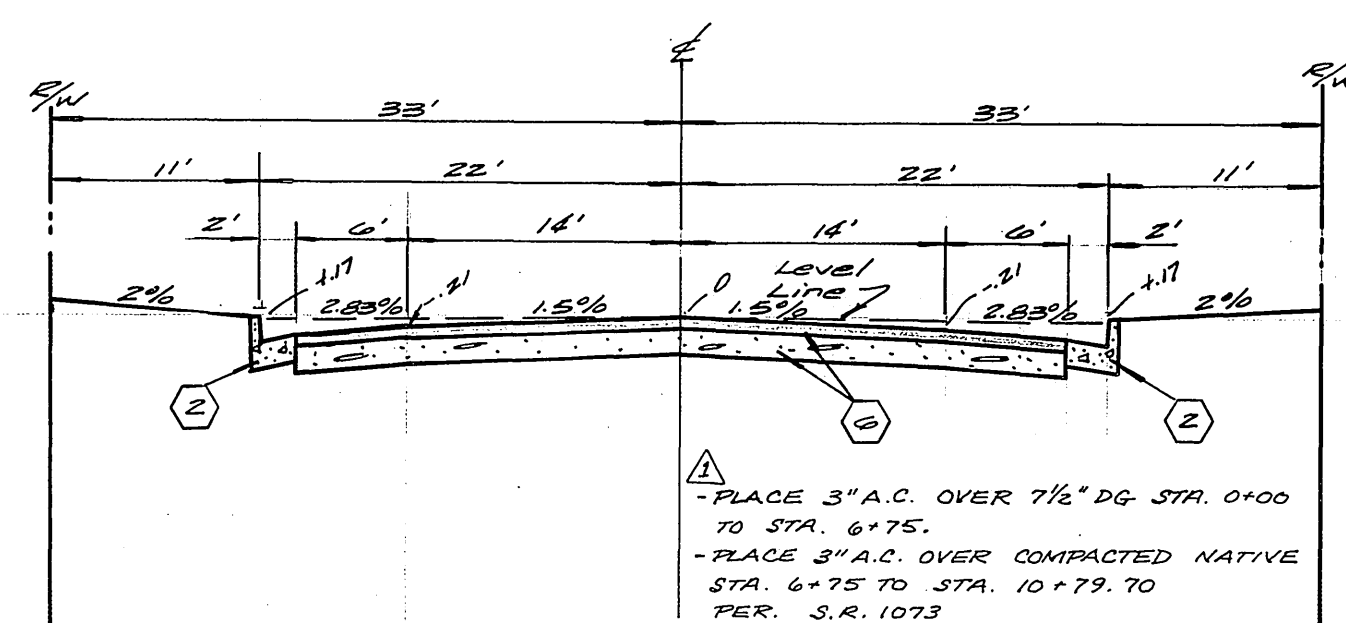 ℄
R/W R/W
33' 33'
11' 22' 22' 11'
2' 6' 14' 14' 6' 2'
+.17 -.21 0 Level Line -.21 +.17
2% 2.83% 1.5% 1.5% 2.83% 2%
2 6 2
1
- PLACE 3" A.C. OVER 7½" DG STA. 0+00
TO STA. 6+75.
- PLACE 3" A.C. OVER COMPACTED NATIVE
STA. 6+75 TO STA. 10+79.70
PER. S.R. 1073